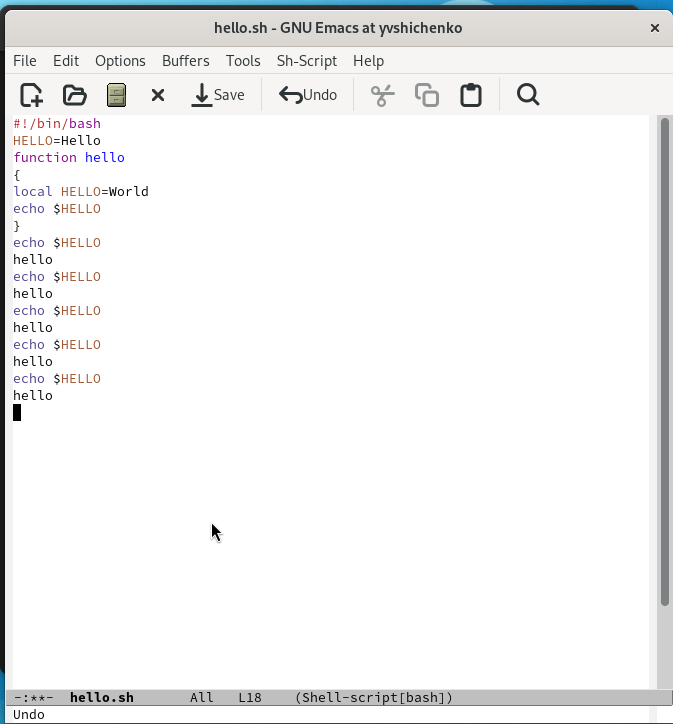 hello.sh - GNU Emacs at yvshichenko
File Edit Options Buffers Tools Sh-Script Help
Save Undo
#!/bin/bash
HELLO=Hello
function hello
{
local HELLO=World
echo $HELLO
}
echo $HELLO
hello
echo $HELLO
hello
echo $HELLO
hello
echo $HELLO
hello
echo $HELLO
hello
-:**- hello.sh All L18 (Shell-script[bash])
Undo